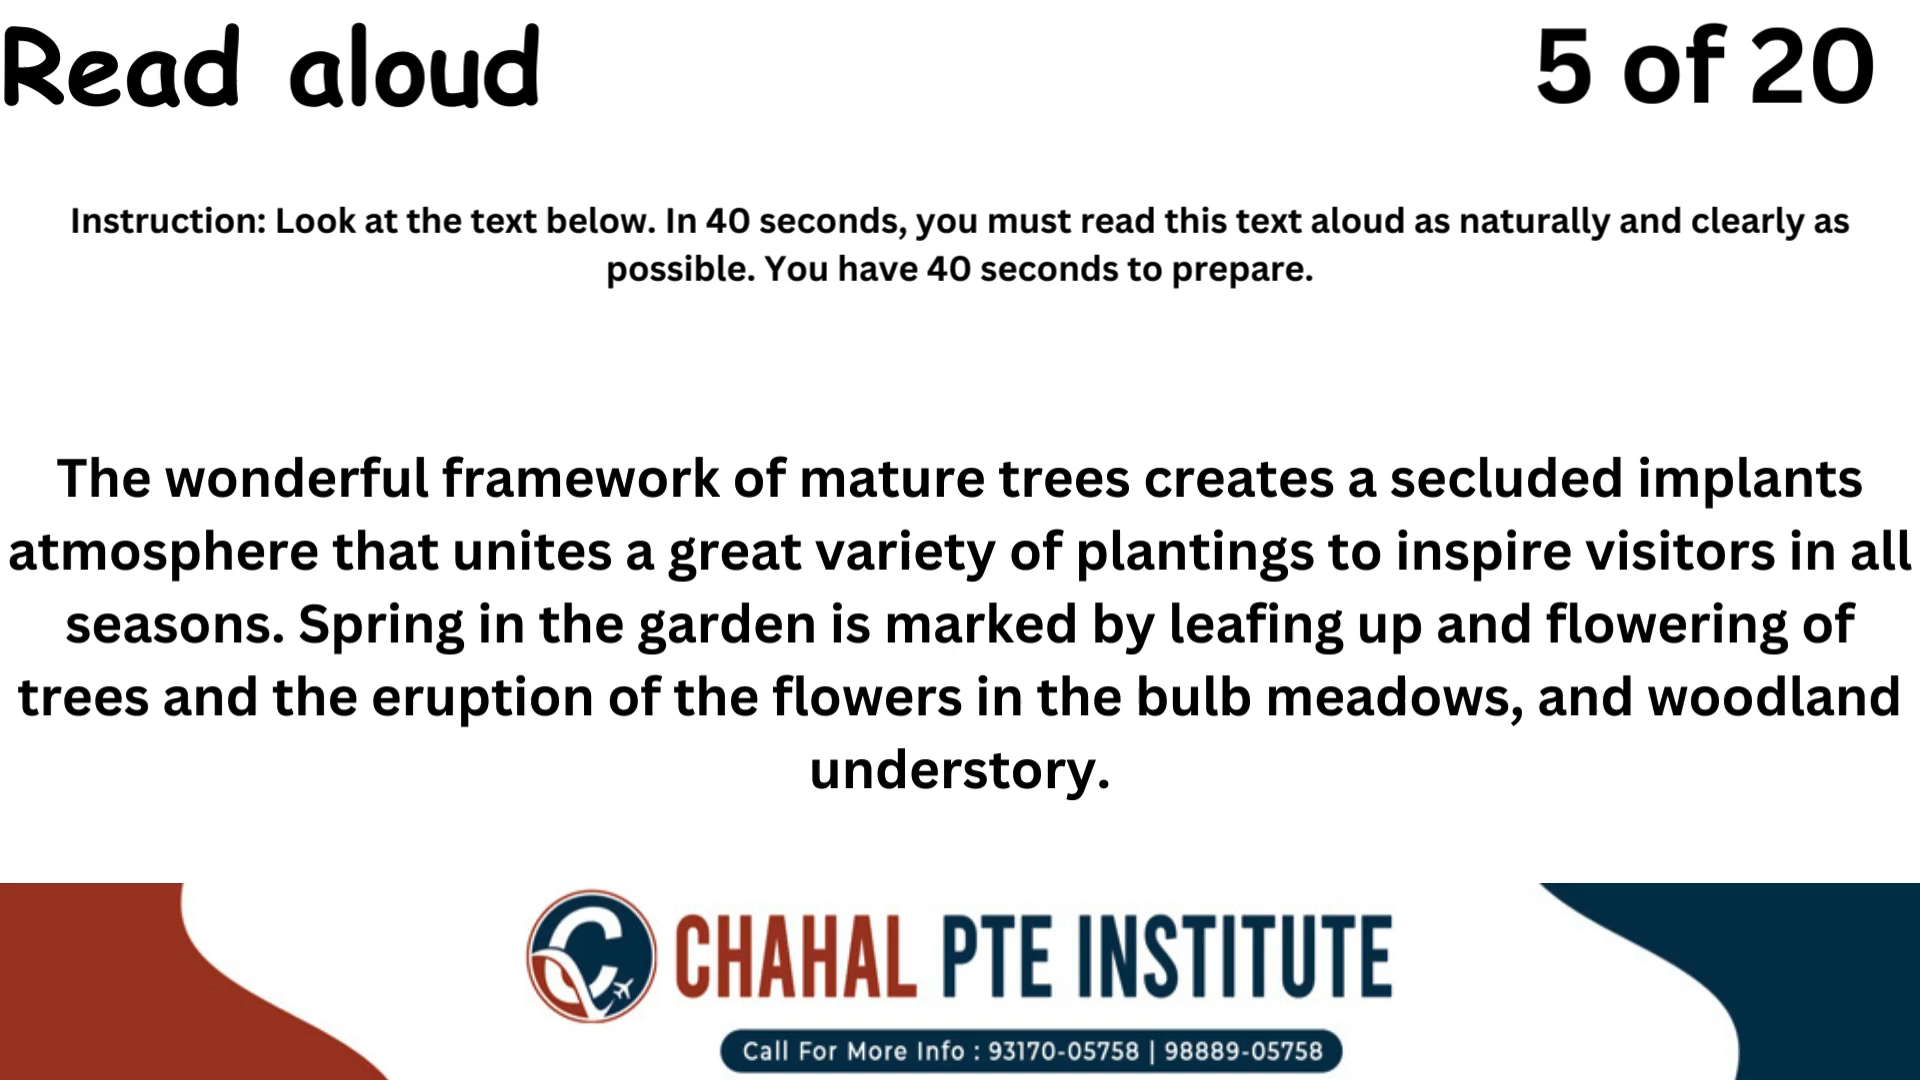 Read aloud
5 of 20
Instruction: Look at the text below. In 40 seconds, you must read this text aloud as naturally and clearly as
possible. You have 40 seconds to prepare.
The wonderful framework of mature trees creates a secluded implants
atmosphere that unites a great variety of plantings to inspire visitors in all
seasons. Spring in the garden is marked by leafing up and flowering of
trees and the eruption of the flowers in the bulb meadows, and woodland
understory.
CHAHAL PTE INSTITUTE
Call For More Info : 93170-05758 | 98889-05758